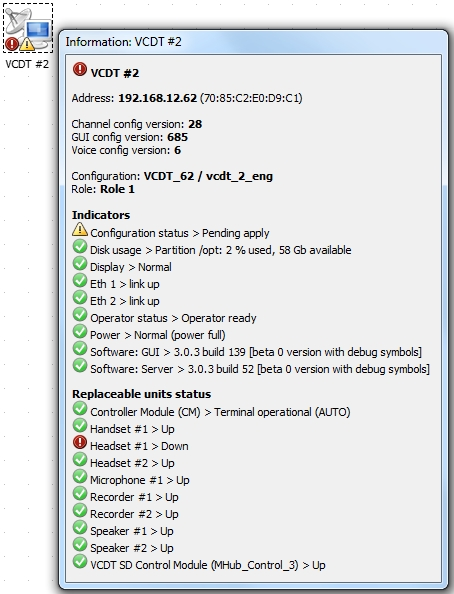 VCDT #2
Information: VCDT #2
VCDT #2
Address: 192.168.12.62 (70:85:C2:E0:D9:C1)
Channel config version: 28
GUI config version: 685
Voice config version: 6
Configuration: VCDT_62 / vcdt_2_eng
Role: Role 1
Indicators
Configuration status > Pending apply
Disk usage > Partition /opt: 2 % used, 58 Gb available
Display > Normal
Eth 1 > link up
Eth 2 > link up
Operator status > Operator ready
Power > Normal (power full)
Software: GUI > 3.0.3 build 139 [beta 0 version with debug symbols]
Software: Server > 3.0.3 build 52 [beta 0 version with debug symbols]
Replaceable units status
Controller Module (CM) > Terminal operational (AUTO)
Handset #1 > Up
Headset #1 > Down
Headset #2 > Up
Microphone #1 > Up
Recorder #1 > Up
Recorder #2 > Up
Speaker #1 > Up
Speaker #2 > Up
VCDT SD Control Module (MHub_Control_3) > Up